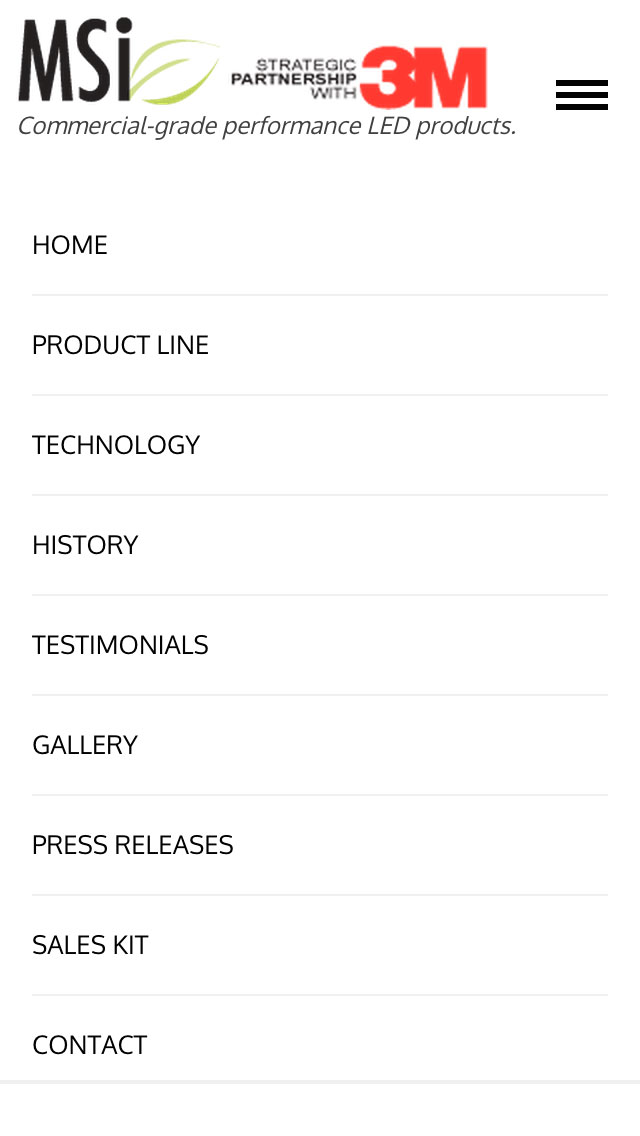 MSi
STRATEGIC
PARTNERSHIP
WITH
3M
Commercial-grade performance LED products.
HOME
PRODUCT LINE
TECHNOLOGY
HISTORY
TESTIMONIALS
GALLERY
PRESS RELEASES
SALES KIT
CONTACT